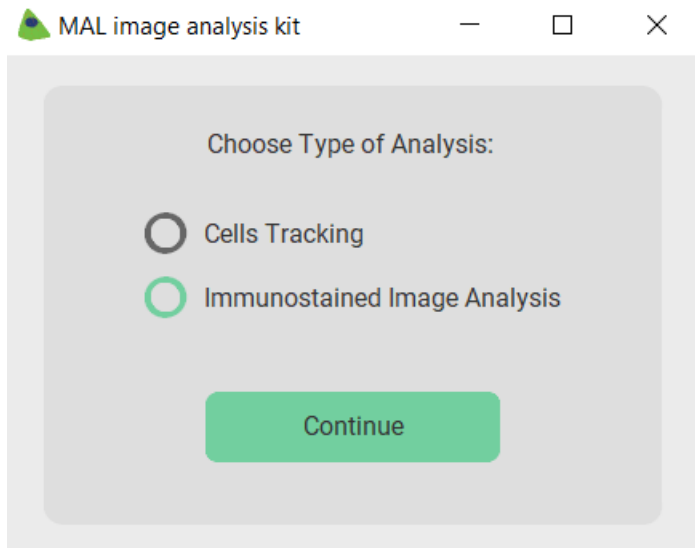 MAL image analysis kit
Choose Type of Analysis:
Cells Tracking
Immunostained Image Analysis
Continue